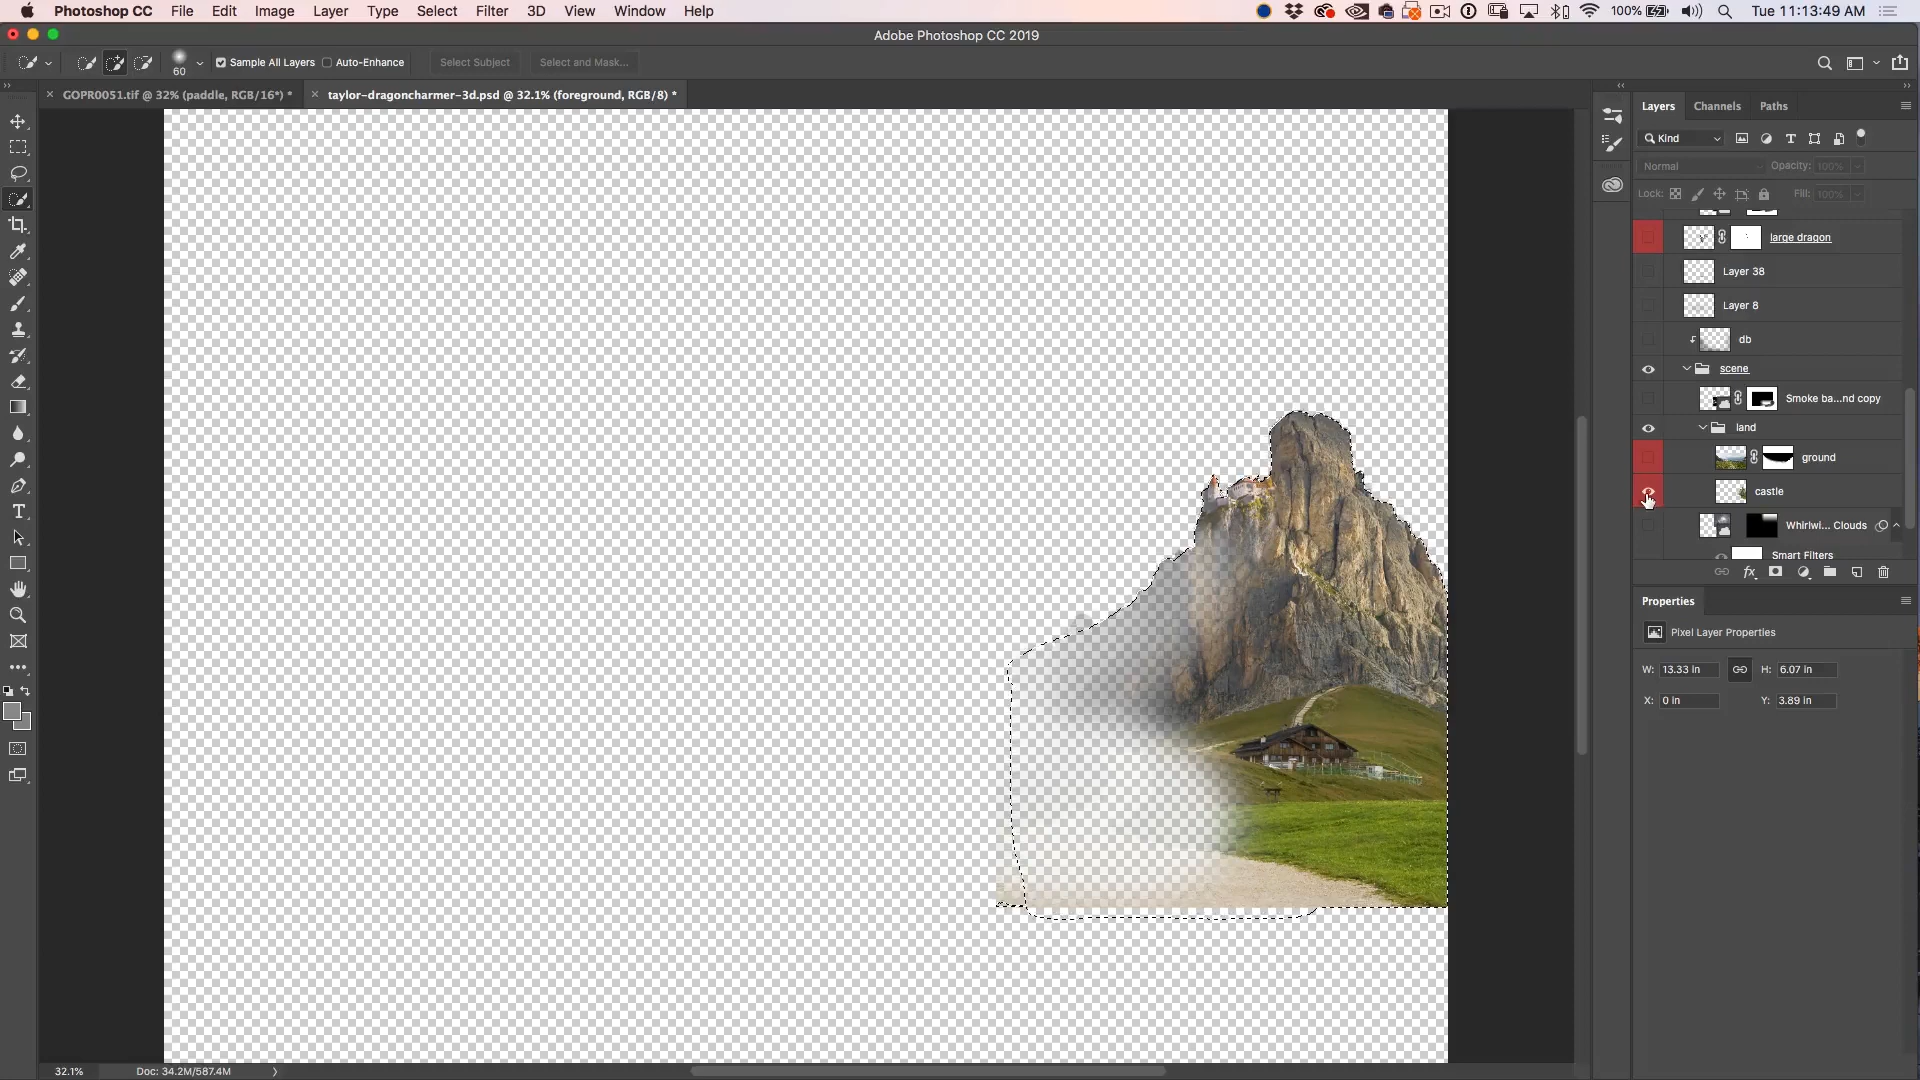 Photoshop CC File Edit Image Layer Type Select Filter 3D View Window Help 100% Tue 11:13:49 AM
Adobe Photoshop CC 2019
60 Sample All Layers Auto-Enhance Select Subject Select and Mask...
GOPR0051.tif @ 32% (paddle, RGB/16*) * taylor-dragoncharmer-3d.psd @ 32.1% (foreground, RGB/8) *
Layers Channels Paths
Kind
Normal Opacity: 100%
Lock: Fill: 100%
large dragon
Layer 38
Layer 8
db
scene
Smoke ba...nd copy
land
ground
castle
Whirlwi... Clouds
Smart Filters
fx
Properties
Pixel Layer Properties
W: 13.33 in H: 6.07 in
X: 0 in Y: 3.89 in
32.1% Doc: 34.2M/587.4M